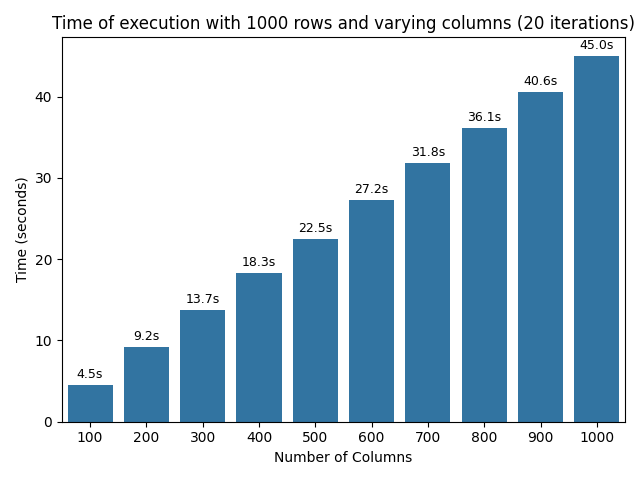 Time of execution with 1000 rows and varying columns (20 iterations)
45.0s
40.6s
36.1s
31.8s
27.2s
22.5s
18.3s
13.7s
9.2s
4.5s
40
30
20
10
0
Time (seconds)
100 200 300 400 500 600 700 800 900 1000
Number of Columns